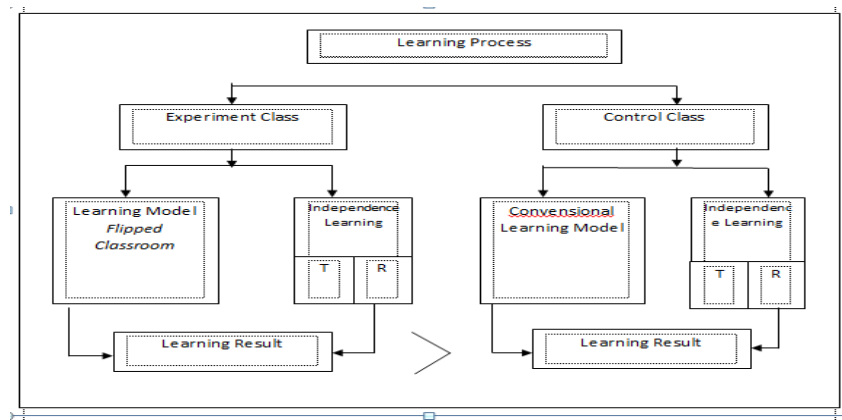 Learning Process
Experiment Class
Control Class
Learning Model
Flipped
Classroom
Independence
Learning
T
R
Convensional
Learning Model
Independenc
e Learning
T
R
Learning Result
Learning Result